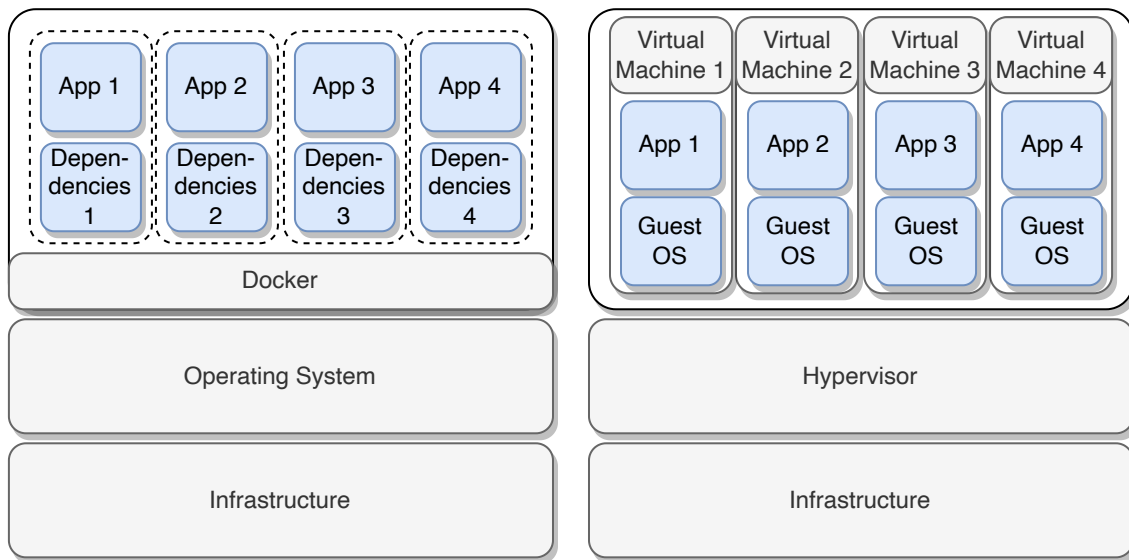 App 1
App 2
App 3
App 4
Depen-
dencies
1
Depen-
dencies
2
Depen-
dencies
3
Depen-
dencies
4
Docker
Operating System
Infrastructure
Virtual
Machine 1
Virtual
Machine 2
Virtual
Machine 3
Virtual
Machine 4
App 1
App 2
App 3
App 4
Guest
OS
Guest
OS
Guest
OS
Guest
OS
Hypervisor
Infrastructure